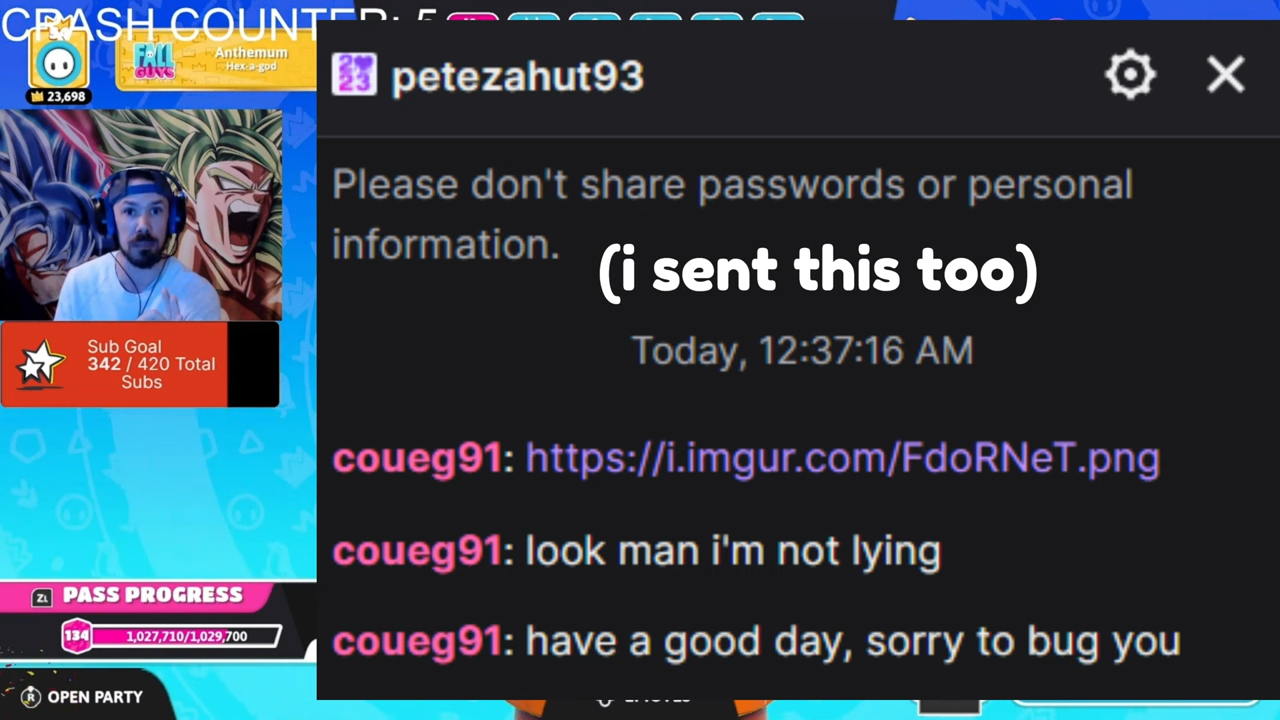 CRASH COUNTER: 5
petezahut93
Anthemum
Hex-a-god
FALL GUYS
23,698
Please don't share passwords or personal
information.
(i sent this too)
Today, 12:37:16 AM
Sub Goal
342 / 420 Total
Subs
coueg91: https://i.imgur.com/FdoRNeT.png
coueg91: look man i'm not lying
coueg91: have a good day, sorry to bug you
ZL PASS PROGRESS
134 1,027,710/1,029,700
R OPEN PARTY